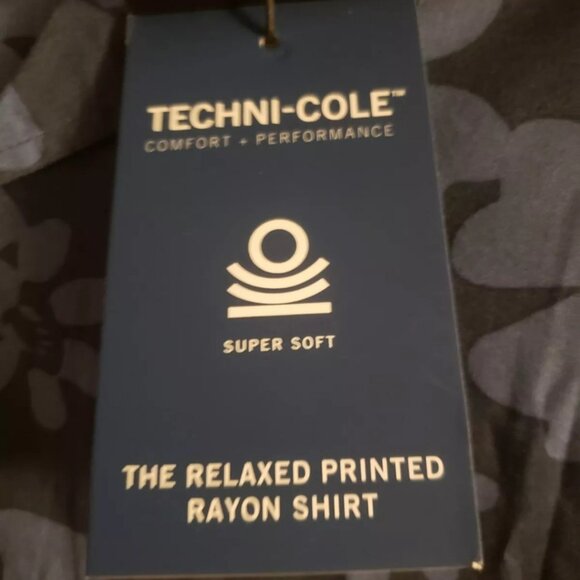 TECHNI-COLE™
COMFORT + PERFORMANCE
SUPER SOFT
THE RELAXED PRINTED
RAYON SHIRT